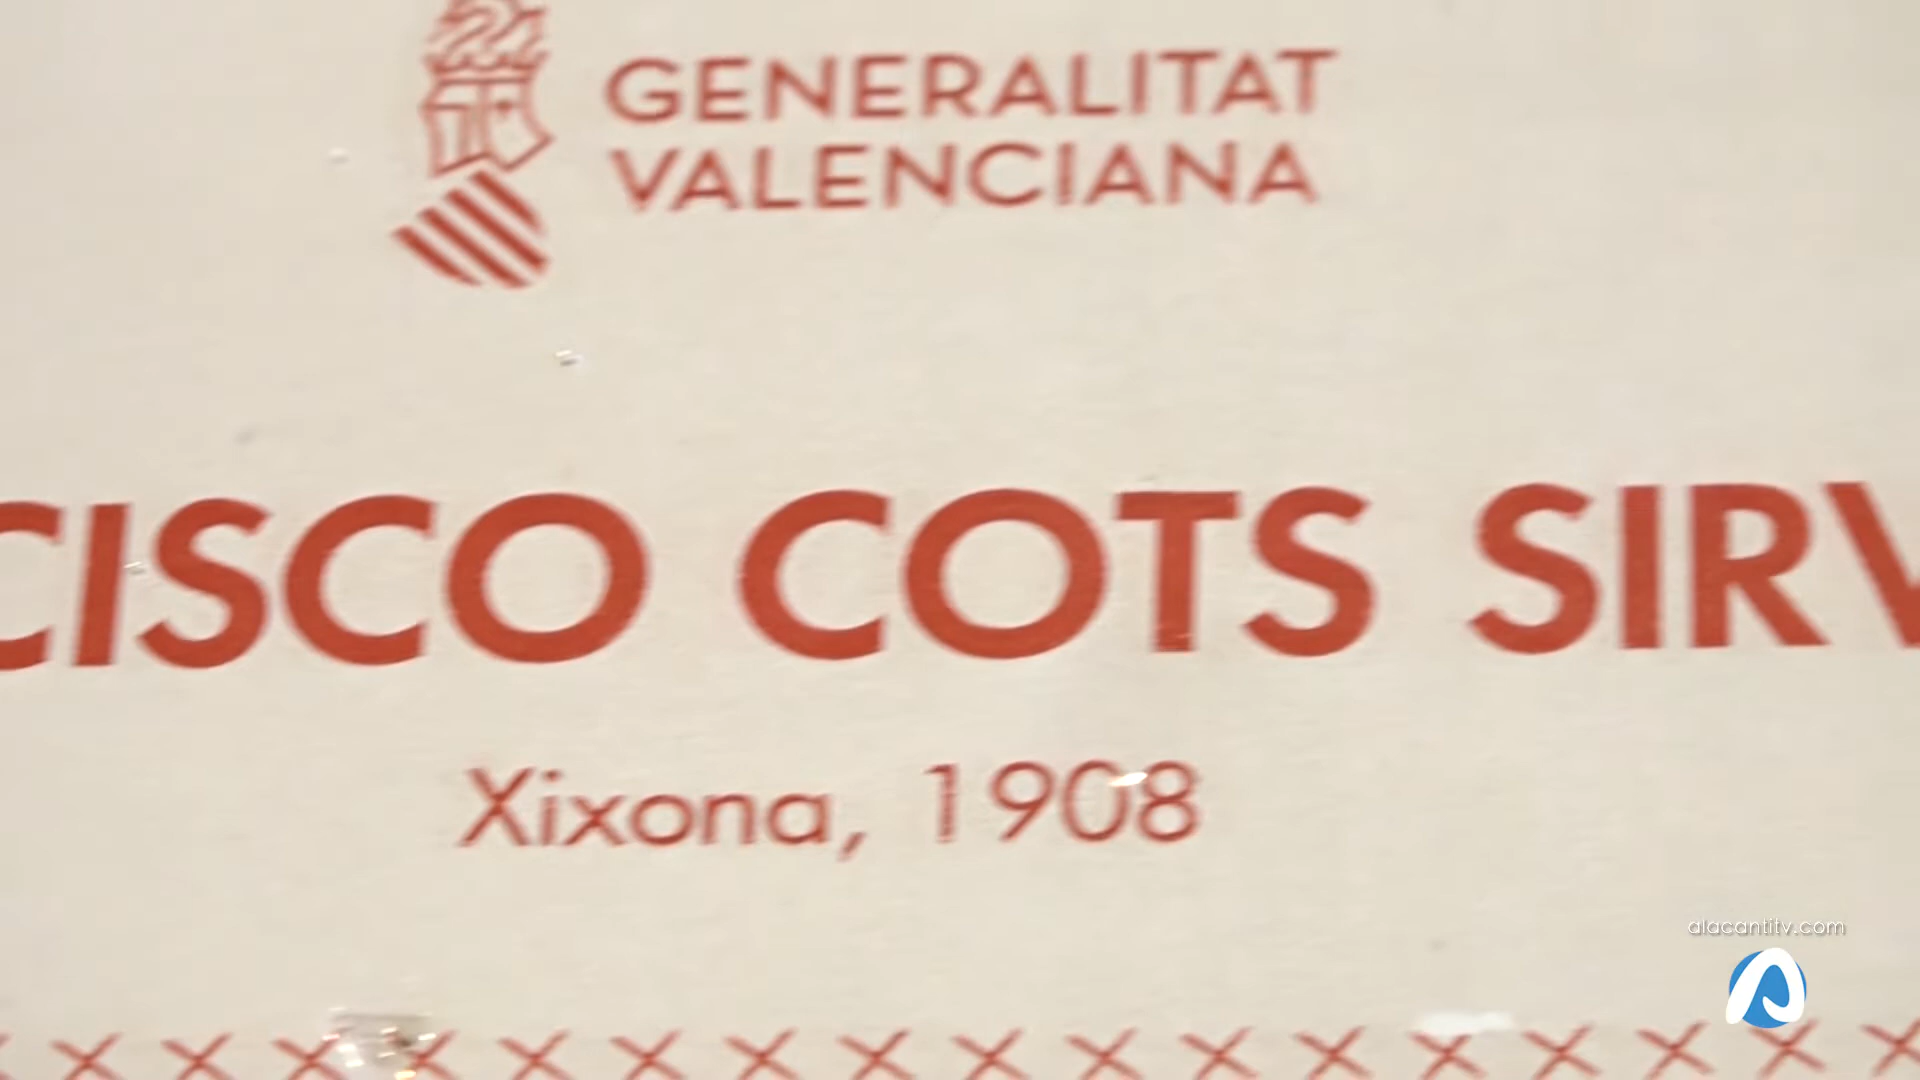 GENERALITAT
VALENCIANA
CISCO COTS SIRV
Xixona, 1908
alacantitv.com